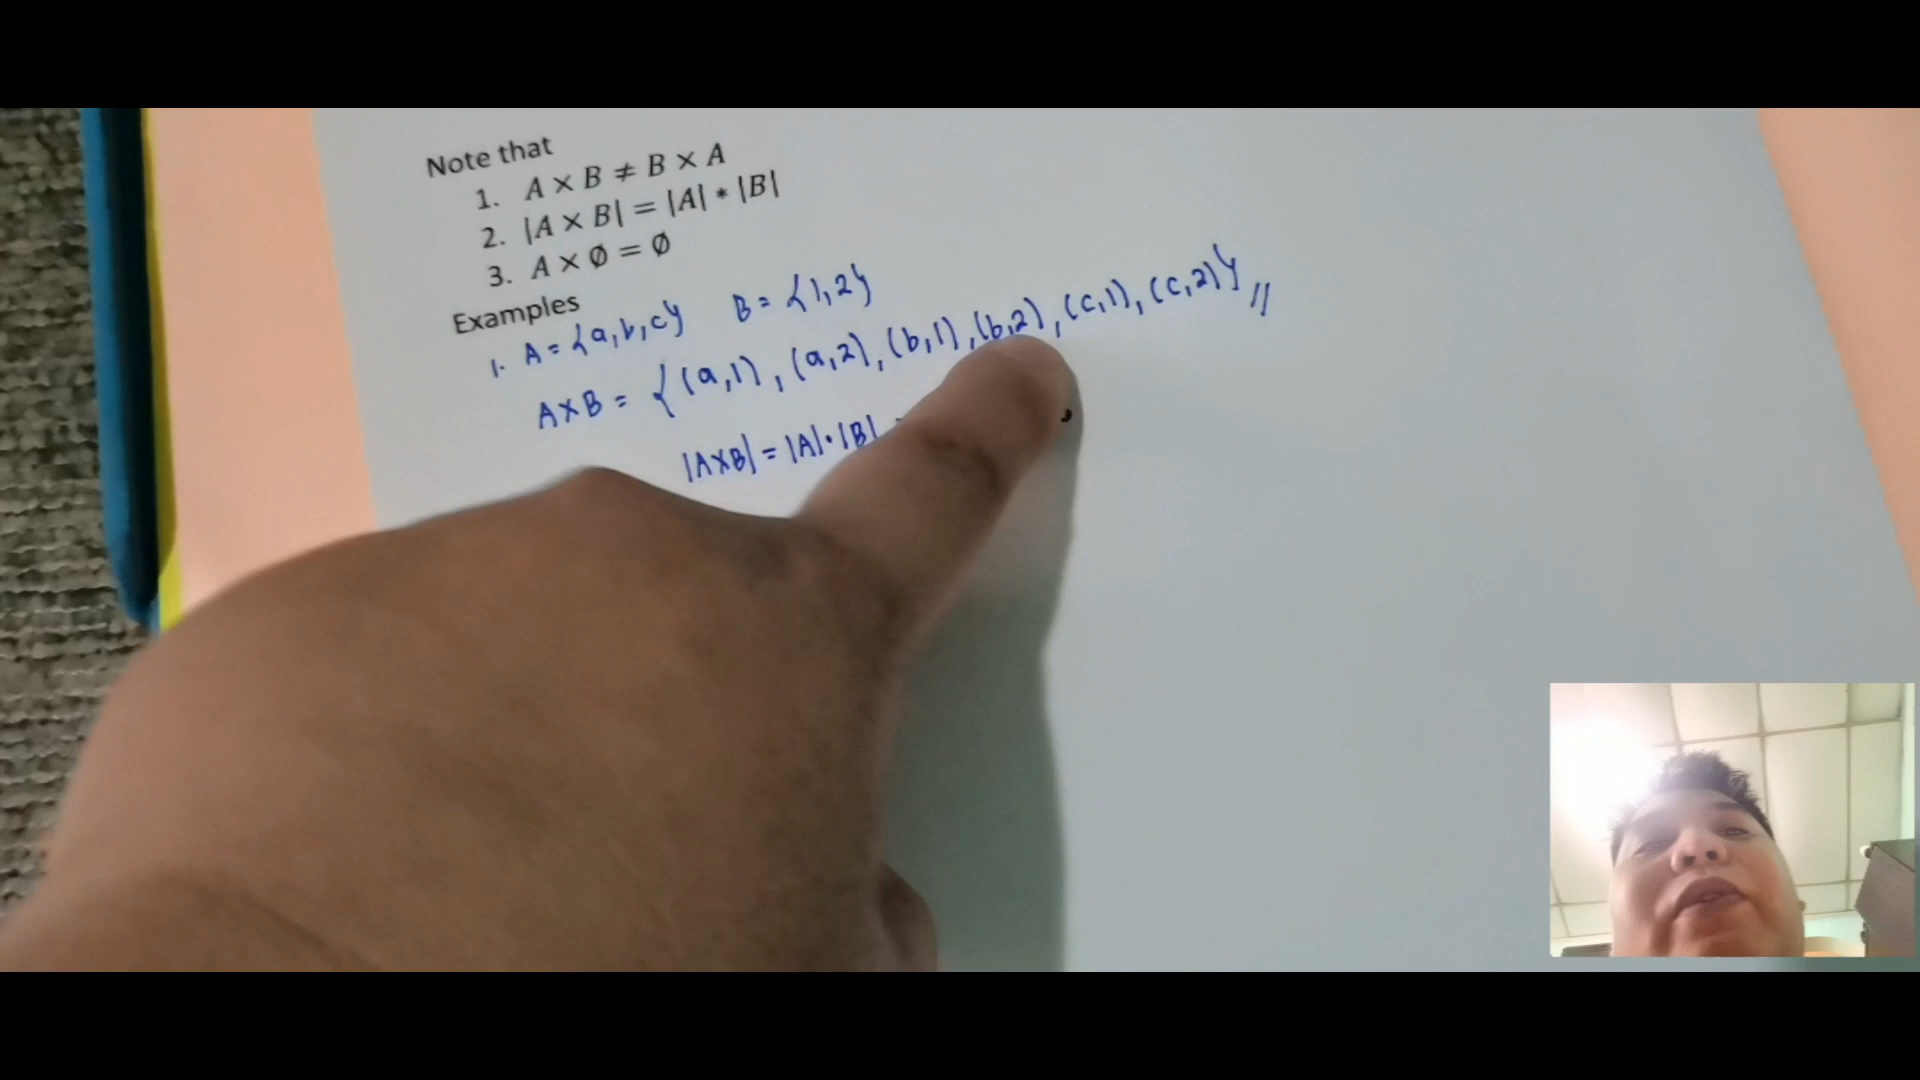 Note that
1. A × B ≠ B × A
2. |A × B| = |A| * |B|
3. A × ∅ = ∅
Examples
1. A = {a, b, c} B = {1, 2}
A×B = {(a,1), (a,2), (b,1), (b,2), (c,1), (c,2)} //
|A×B| = |A|·|B|